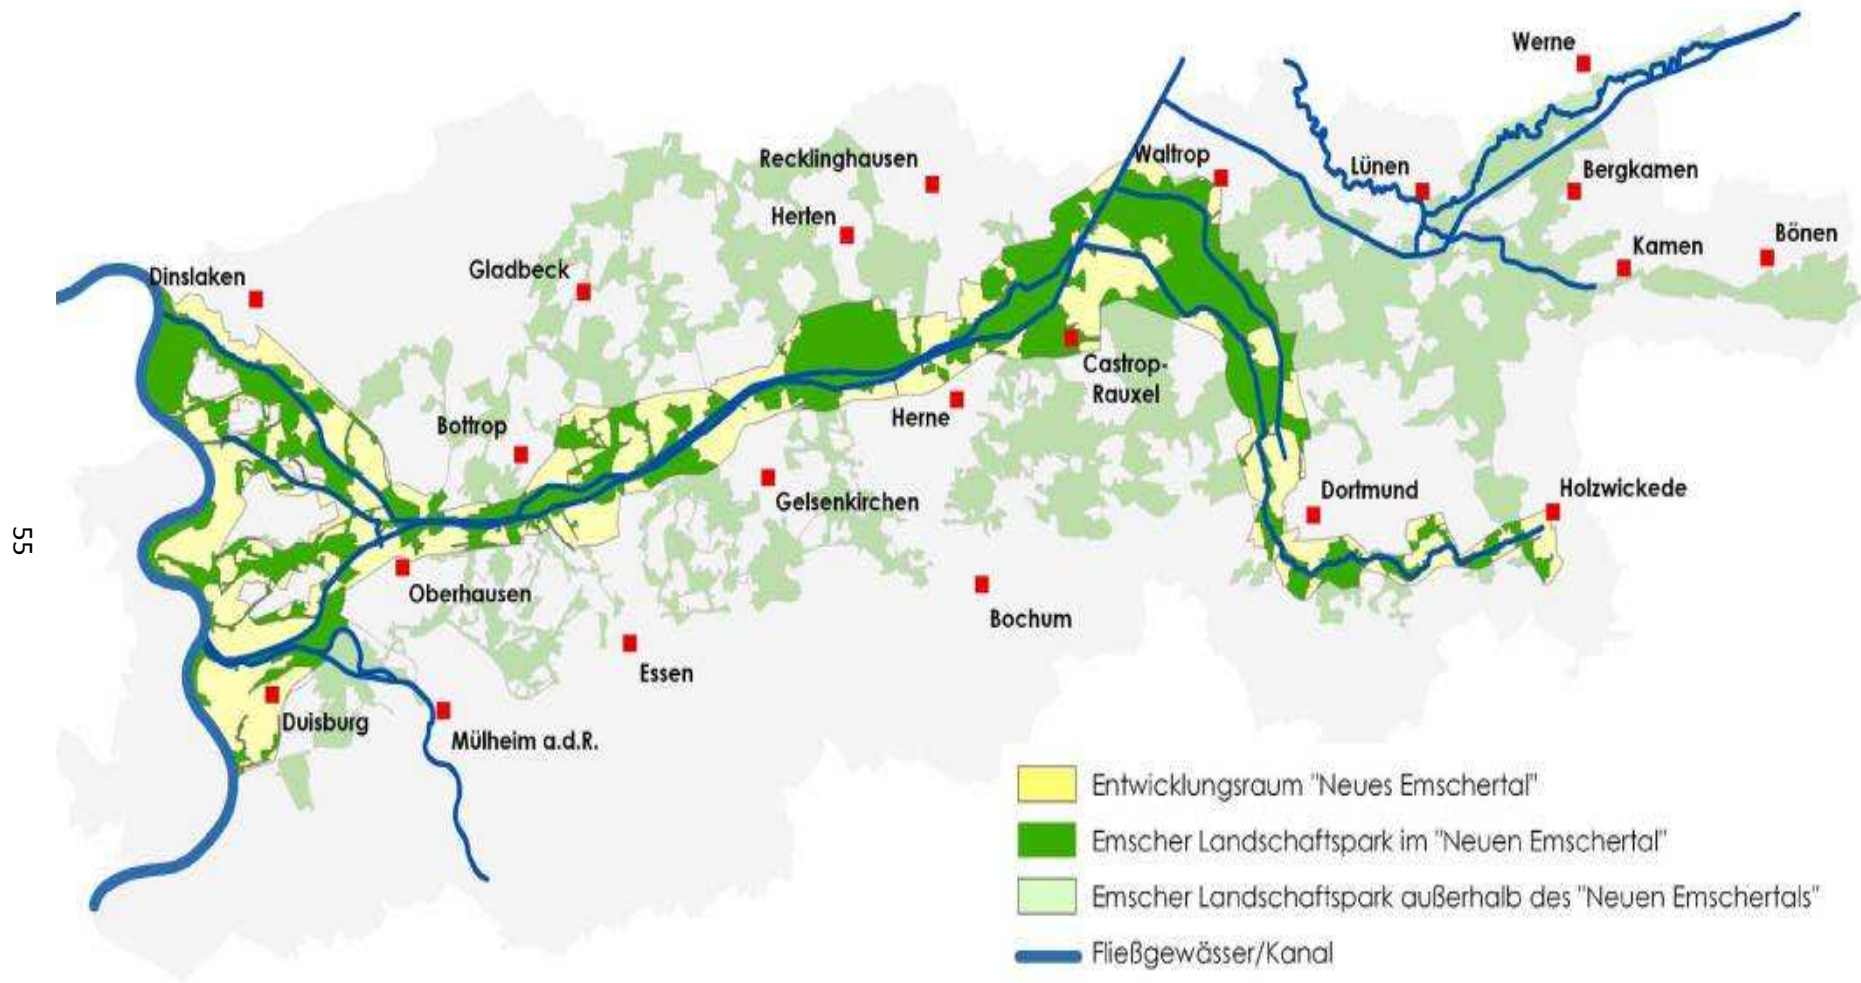 Werne
Recklinghausen
Waltrop
Lünen
Bergkamen
Herten
Bönen
Kamen
Dinslaken
Gladbeck
Castrop-
Rauxel
Herne
Bottrop
Gelsenkirchen
Dortmund
Holzwickede
55
Oberhausen
Bochum
Essen
Duisburg
Mülheim a.d.R.
Entwicklungsraum "Neues Emschertal"
Emscher Landschaftspark im "Neuen Emschertal"
Emscher Landschaftspark außerhalb des "Neuen Emschertals"
Fließgewässer/Kanal